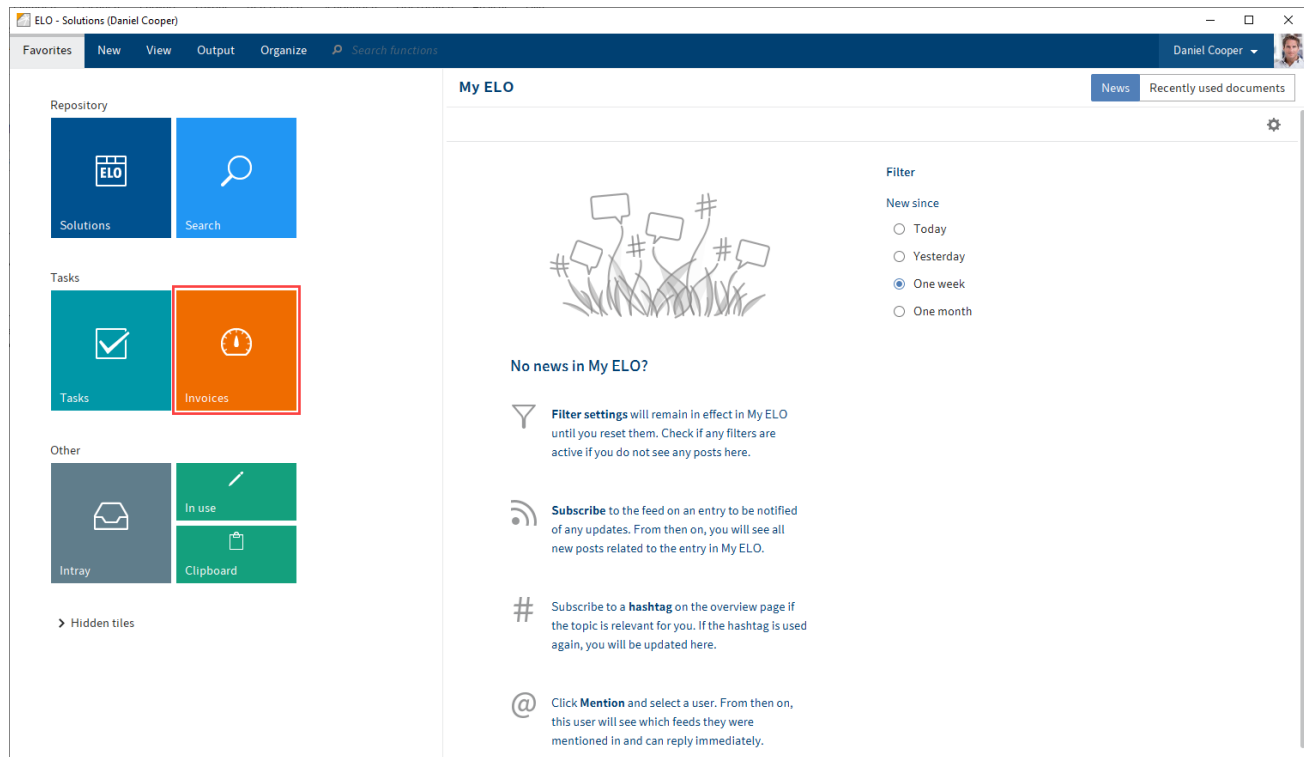 ELO - Solutions (Daniel Cooper)
Favorites New View Output Organize Search functions Daniel Cooper
My ELO
News Recently used documents
Repository
ELO
Solutions
Search
Tasks
Tasks
Invoices
Other
In use
Intray
Clipboard
Hidden tiles
Filter
New since
Today
Yesterday
One week
One month
# # # 
No news in My ELO?
Filter settings will remain in effect in My ELO
until you reset them. Check if any filters are
active if you do not see any posts here.
Subscribe to the feed on an entry to be notified
of any updates. From then on, you will see all
new posts related to the entry in My ELO.
# Subscribe to a hashtag on the overview page if
the topic is relevant for you. If the hashtag is used
again, you will be updated here.
@ Click Mention and select a user. From then on,
this user will see which feeds they were
mentioned in and can reply immediately.